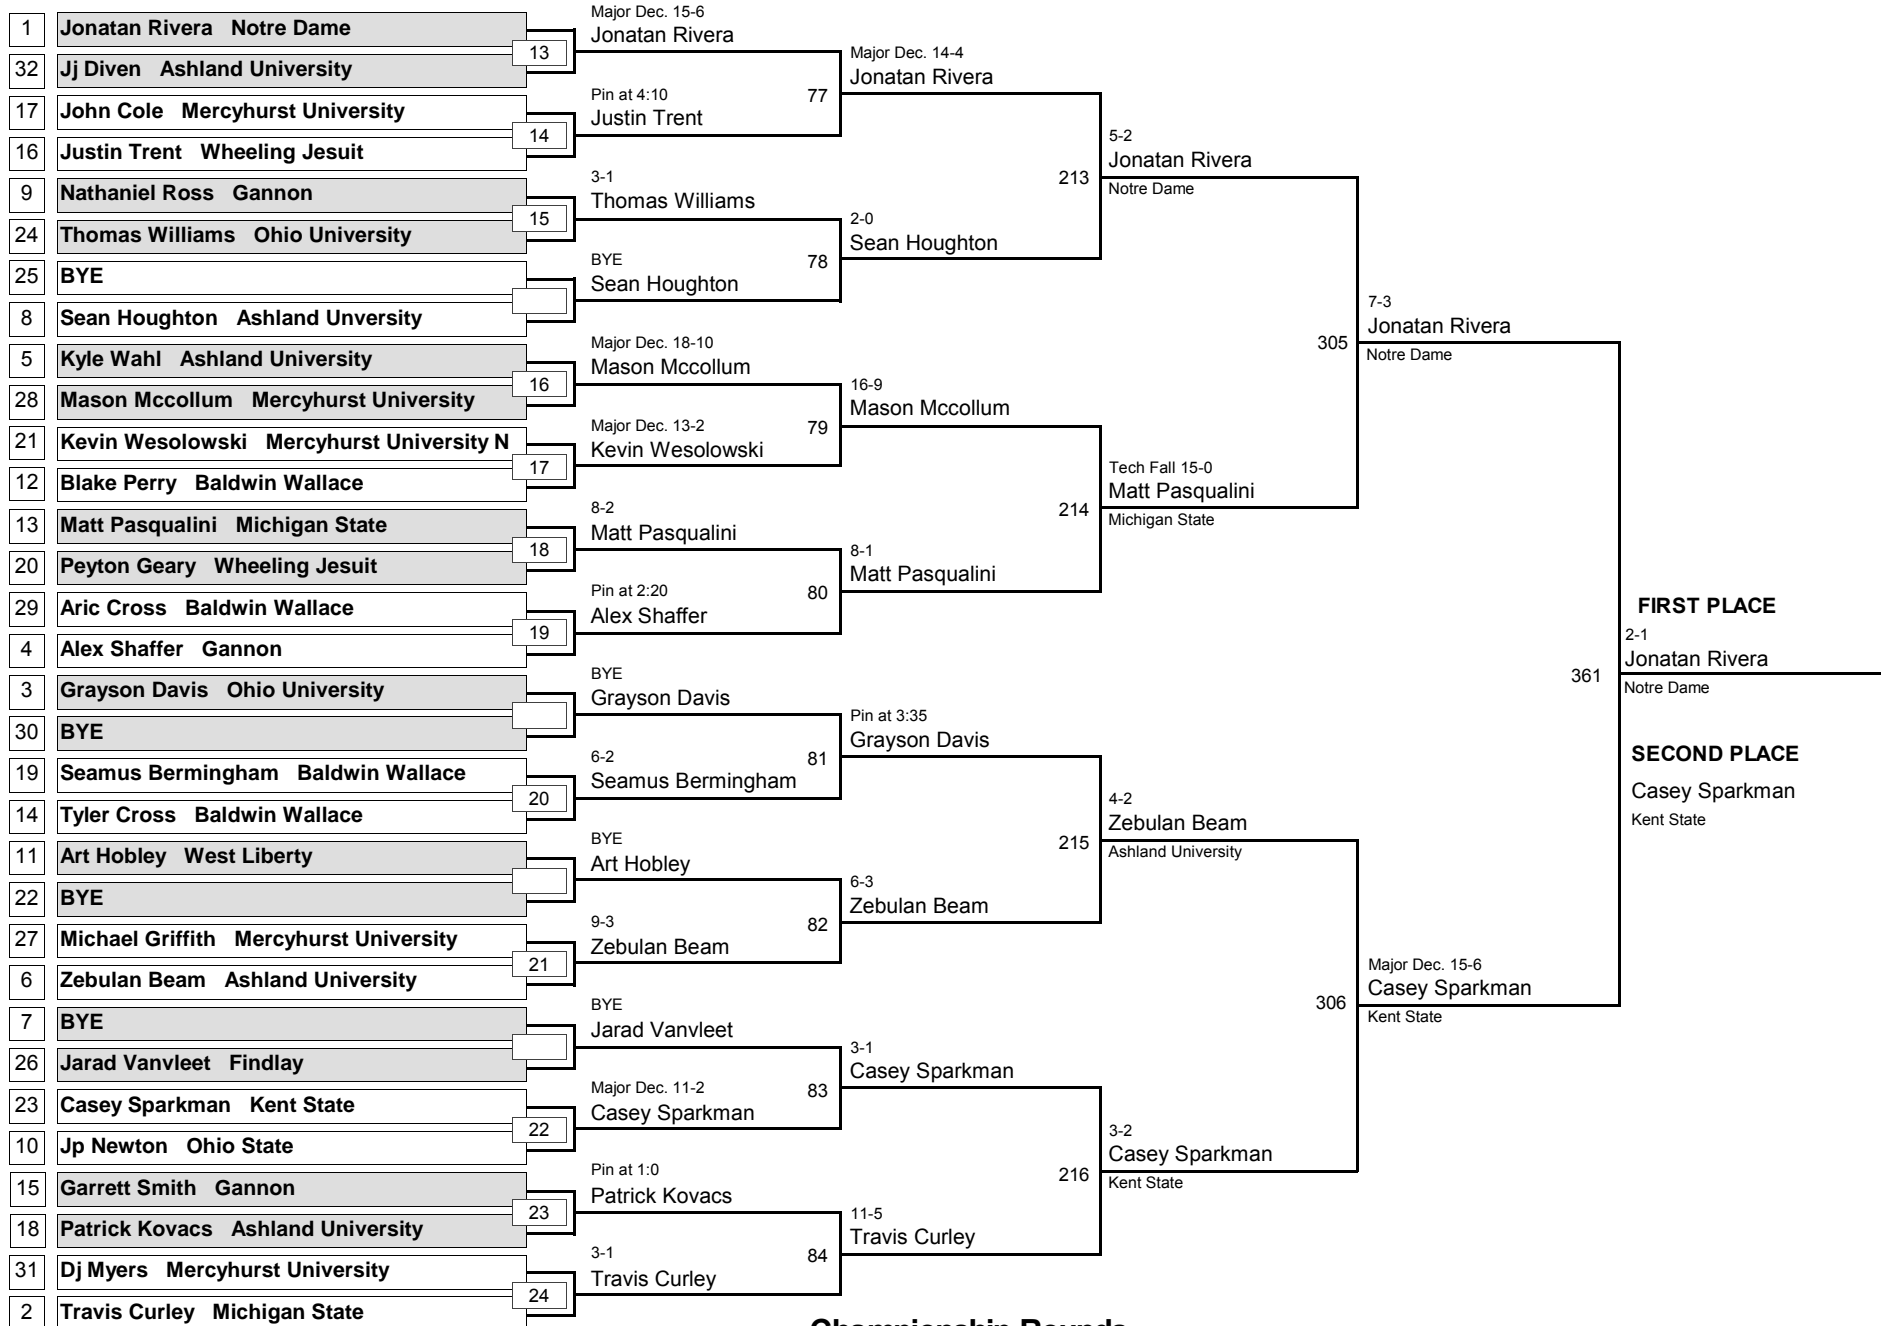 1 Jonatan Rivera Notre Dame
32 Jj Diven Ashland University
17 John Cole Mercyhurst University
16 Justin Trent Wheeling Jesuit
9 Nathaniel Ross Gannon
24 Thomas Williams Ohio University
25 BYE
8 Sean Houghton Ashland Unversity
5 Kyle Wahl Ashland University
28 Mason Mccollum Mercyhurst University
21 Kevin Wesolowski Mercyhurst University N
12 Blake Perry Baldwin Wallace
13 Matt Pasqualini Michigan State
20 Peyton Geary Wheeling Jesuit
29 Aric Cross Baldwin Wallace
4 Alex Shaffer Gannon
3 Grayson Davis Ohio University
30 BYE
19 Seamus Bermingham Baldwin Wallace
14 Tyler Cross Baldwin Wallace
11 Art Hobley West Liberty
22 BYE
27 Michael Griffith Mercyhurst University
6 Zebulan Beam Ashland University
7 BYE
26 Jarad Vanvleet Findlay
23 Casey Sparkman Kent State
10 Jp Newton Ohio State
15 Garrett Smith Gannon
18 Patrick Kovacs Ashland University
31 Dj Myers Mercyhurst University
2 Travis Curley Michigan State
13
14
15
16
17
18
19
20
21
22
23
24
Major Dec. 15-6
Jonatan Rivera
Pin at 4:10
Justin Trent
3-1
Thomas Williams
BYE
Sean Houghton
Major Dec. 18-10
Mason Mccollum
Major Dec. 13-2
Kevin Wesolowski
8-2
Matt Pasqualini
Pin at 2:20
Alex Shaffer
BYE
Grayson Davis
6-2
Seamus Bermingham
BYE
Art Hobley
9-3
Zebulan Beam
BYE
Jarad Vanvleet
Major Dec. 11-2
Casey Sparkman
Pin at 1:0
Patrick Kovacs
3-1
Travis Curley
77
78
79
80
81
82
83
84
Major Dec. 14-4
Jonatan Rivera
2-0
Sean Houghton
16-9
Mason Mccollum
8-1
Matt Pasqualini
Pin at 3:35
Grayson Davis
6-3
Zebulan Beam
3-1
Casey Sparkman
11-5
Travis Curley
213
214
215
216
5-2
Jonatan Rivera
Notre Dame
Tech Fall 15-0
Matt Pasqualini
Michigan State
4-2
Zebulan Beam
Ashland University
3-2
Casey Sparkman
Kent State
305
306
7-3
Jonatan Rivera
Notre Dame
Major Dec. 15-6
Casey Sparkman
Kent State
361
FIRST PLACE
2-1
Jonatan Rivera
Notre Dame
SECOND PLACE
Casey Sparkman
Kent State
Championship Rounds